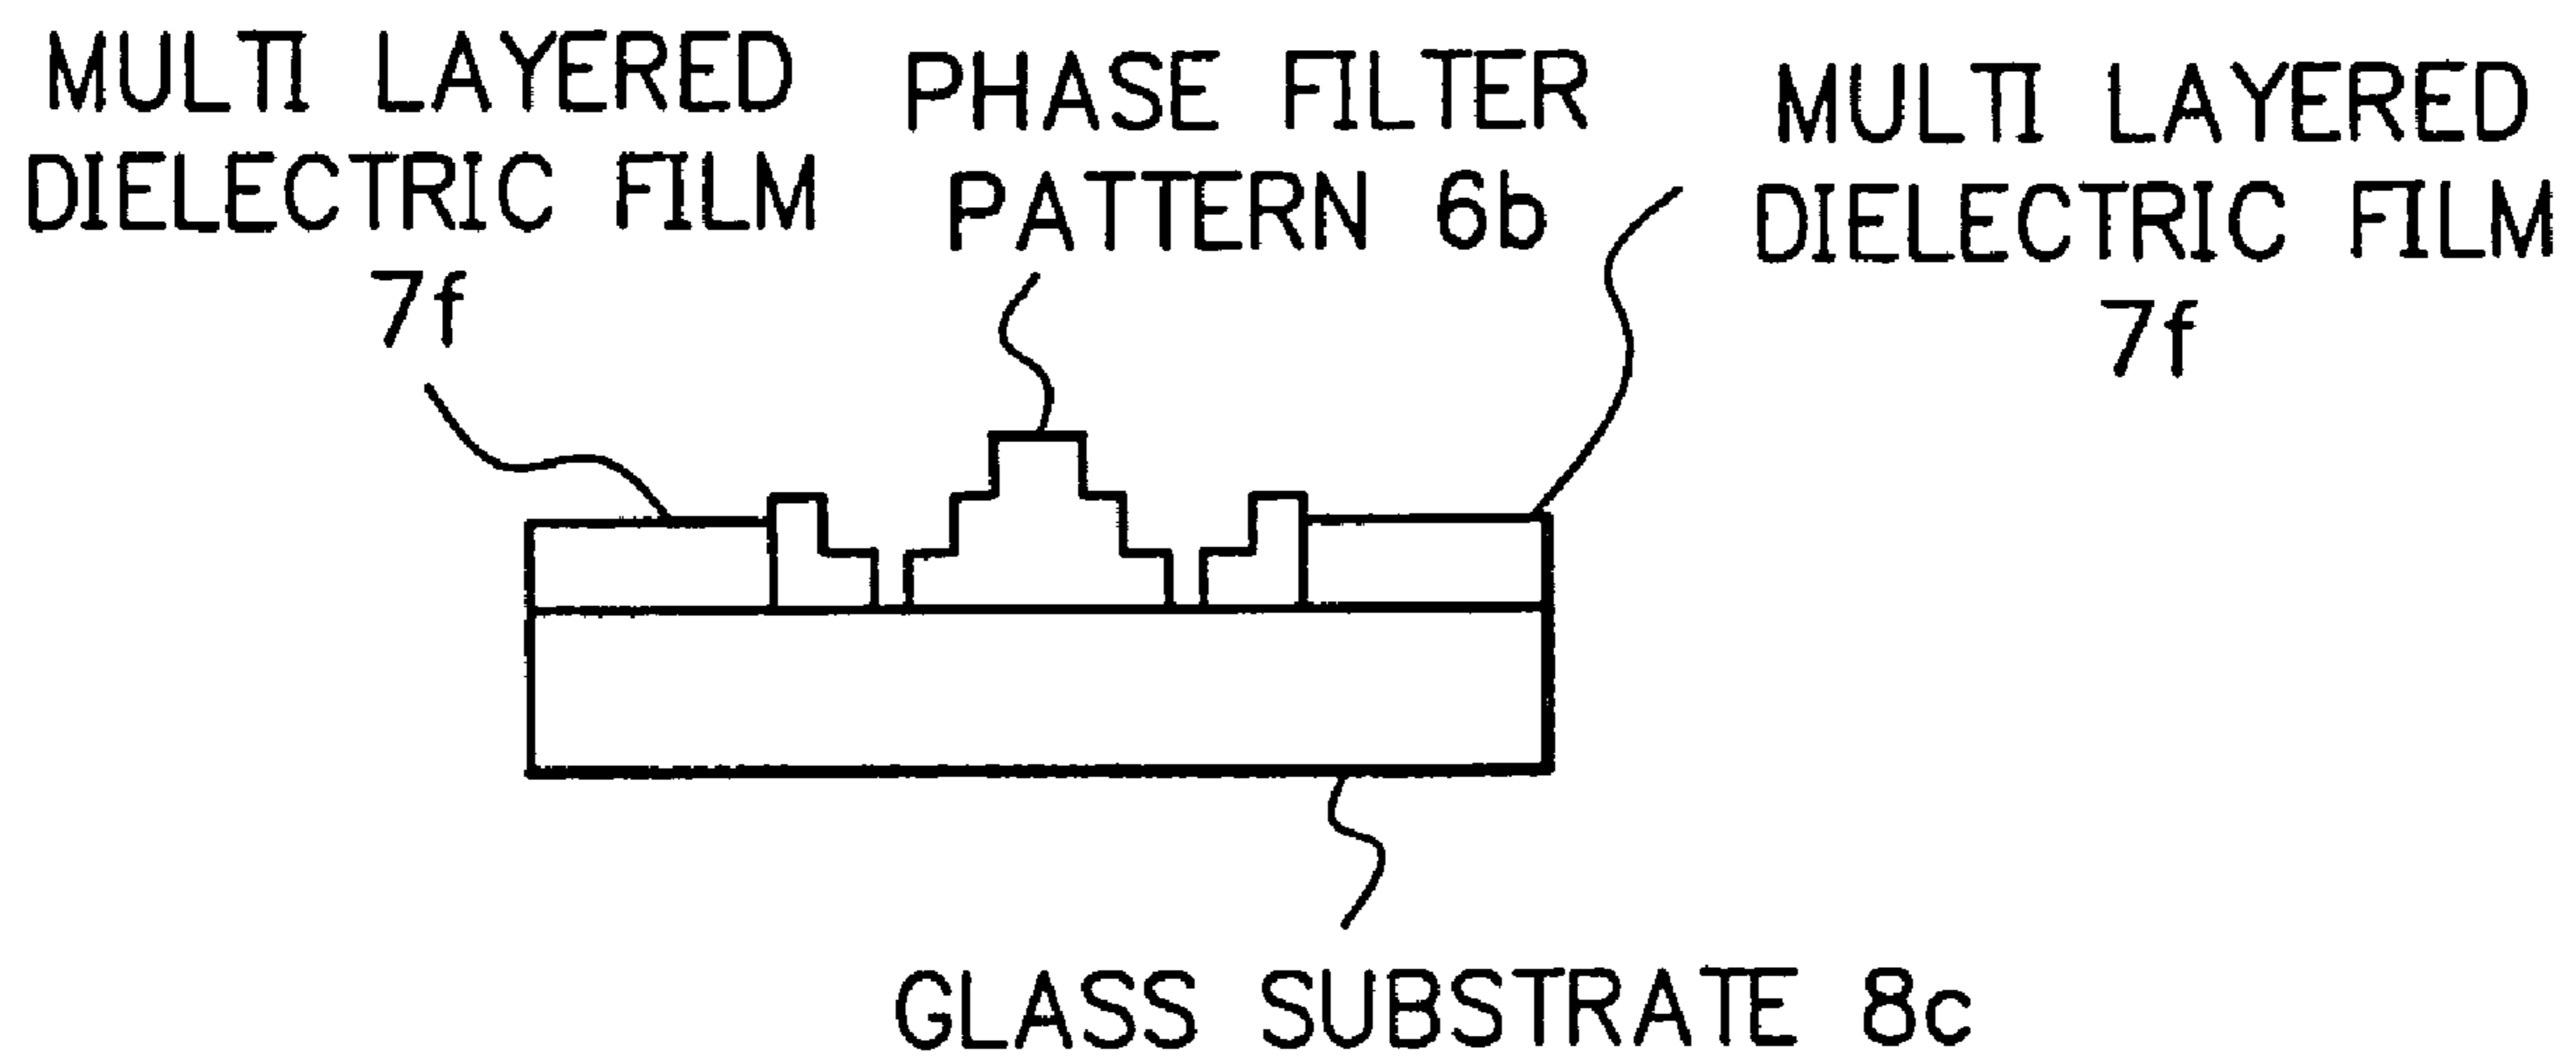 MULTI LAYERED
DIELECTRIC FILM
7f
PHASE FILTER
PATTERN 6b
MULTI LAYERED
DIELECTRIC FILM
7f
GLASS SUBSTRATE 8c